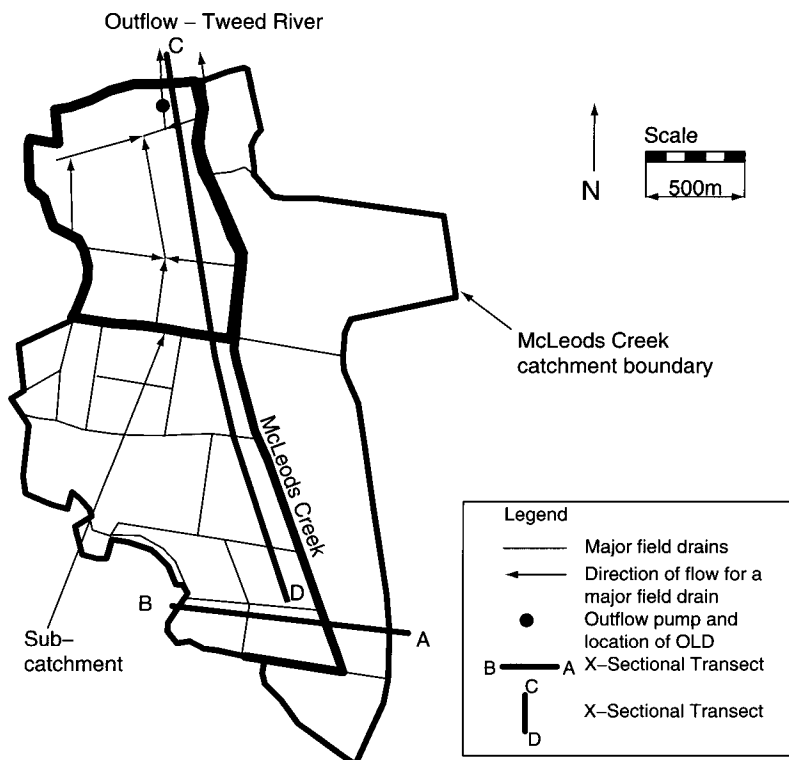 Outflow – Tweed River
C
Scale
500m
N
McLeods Creek
catchment boundary
McLeods Creek
D
B
A
Sub–
catchment
Legend
Major field drains
Direction of flow for a
major field drain
Outflow pump and
location of OLD
B A X–Sectional Transect
C
X–Sectional Transect
D